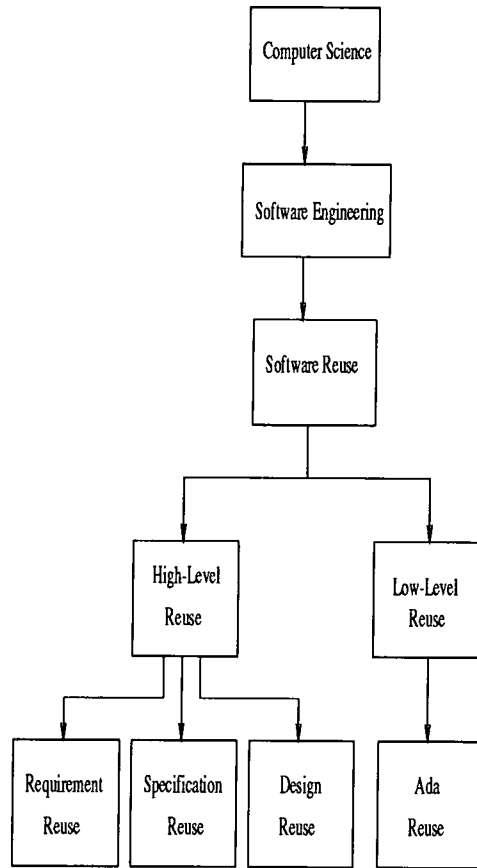 Computer Science
Software Engineering
Software Reuse
High-Level
Reuse
Low-Level
Reuse
Requirement
Reuse
Specification
Reuse
Design
Reuse
Ada
Reuse